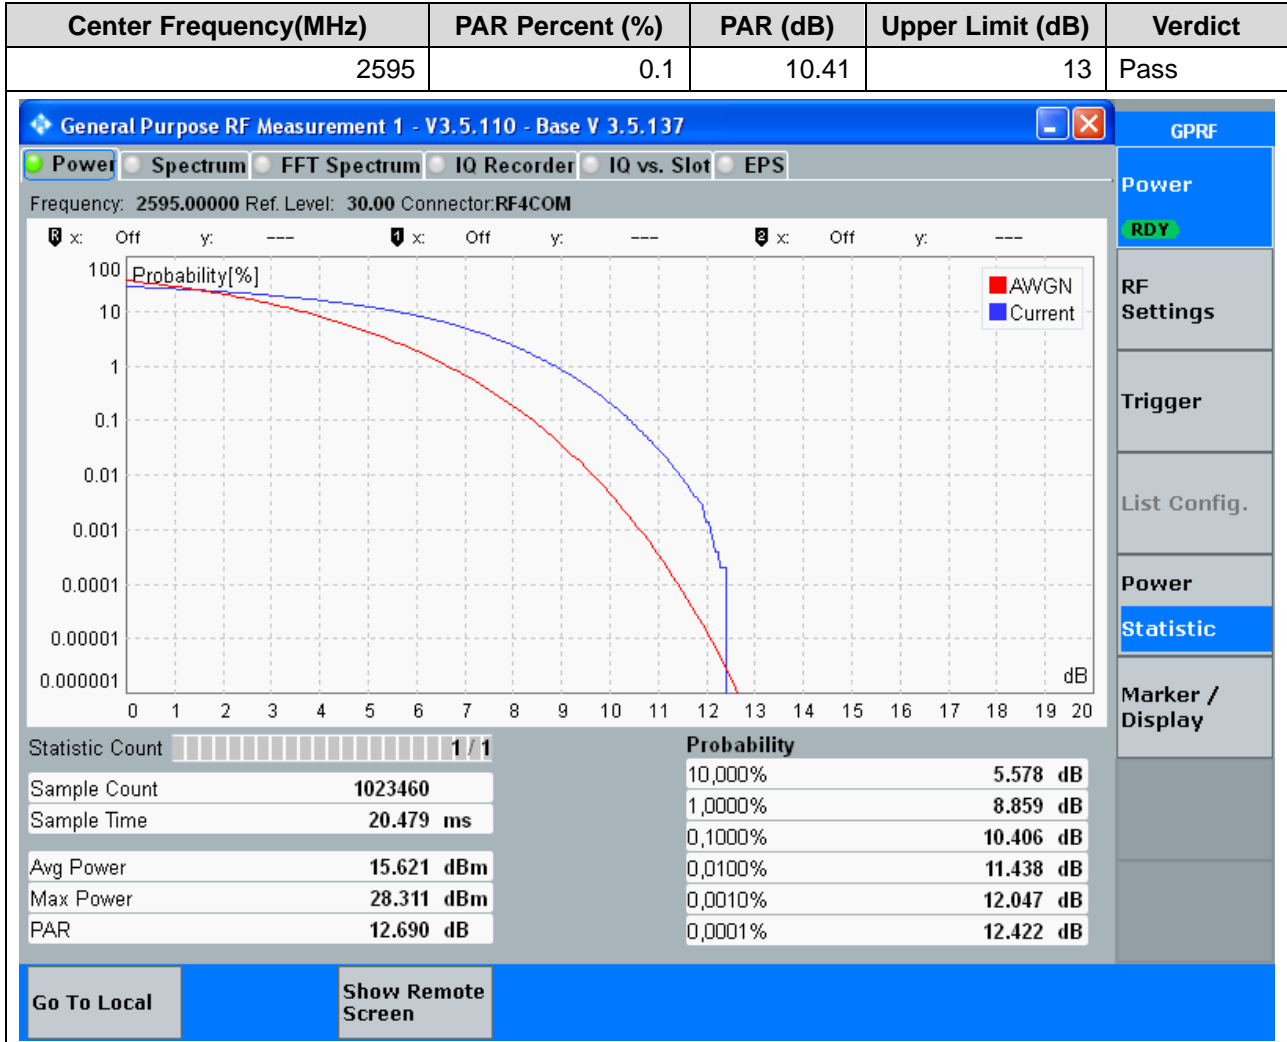 Center Frequency(MHz) PAR Percent (%) PAR (dB) Upper Limit (dB) Verdict
2595 0.1 10.41 13 Pass
General Purpose RF Measurement 1 - V3.5.110 - Base V 3.5.137
GPRF
Power Spectrum FFT Spectrum IQ Recorder IQ vs. Slot EPS
Frequency: 2595.00000 Ref. Level: 30.00 Connector:RF4COM
R x: Off y: --- 1 x: Off y: --- 2 x: Off y: ---
Probability[%]
AWGN
Current
100
10
1
0.1
0.01
0.001
0.0001
0.00001
0.000001
dB
0 1 2 3 4 5 6 7 8 9 10 11 12 13 14 15 16 17 18 19 20
Statistic Count 1 / 1
Sample Count 1023460
Sample Time 20.479 ms
Avg Power 15.621 dBm
Max Power 28.311 dBm
PAR 12.690 dB
Probability
10,000% 5.578 dB
1,0000% 8.859 dB
0,1000% 10.406 dB
0,0100% 11.438 dB
0,0010% 12.047 dB
0,0001% 12.422 dB
Power
RDY
RF
Settings
Trigger
List Config.
Power
Statistic
Marker /
Display
Go To Local
Show Remote
Screen